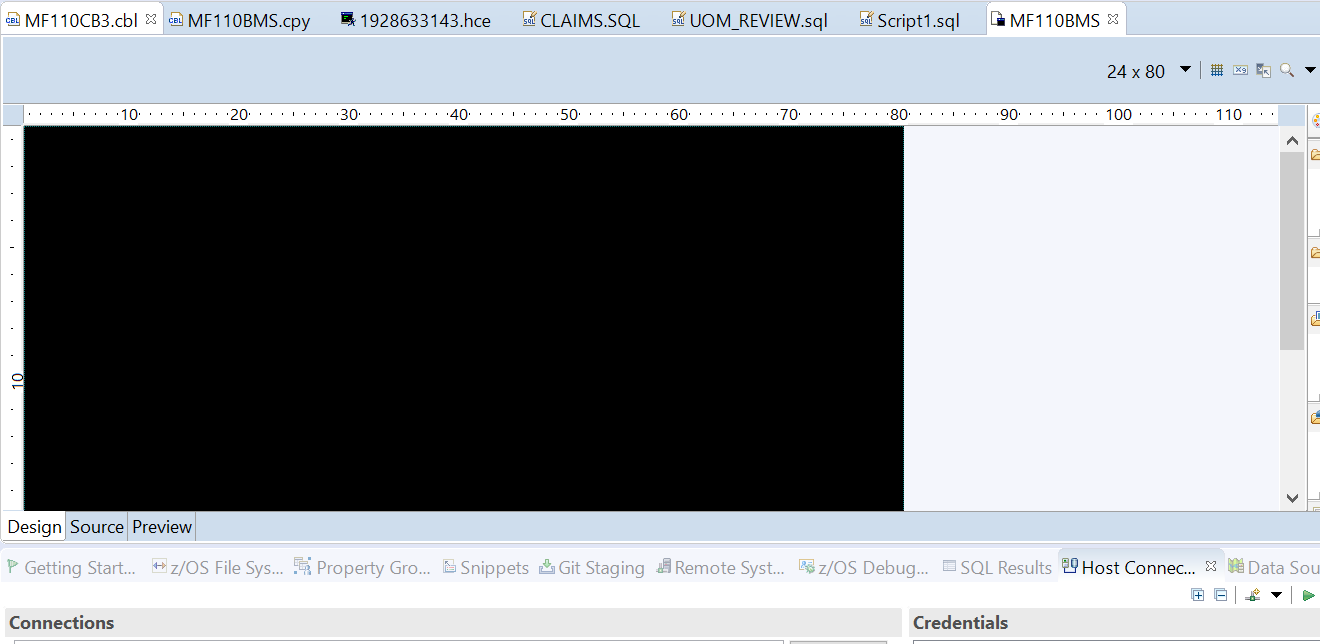 MF110CB3.cbl MF110BMS.cpy 1928633143.hce CLAIMS.SQL UOM_REVIEW.sql Script1.sql MF110BMS
24 x 80
10 20 30 40 50 60 70 80 90 100 110
10
Design Source Preview
Getting Start... z/OS File Sys... Property Gro... Snippets Git Staging Remote Syst... z/OS Debug... SQL Results Host Connec... Data Sou
Connections Credentials